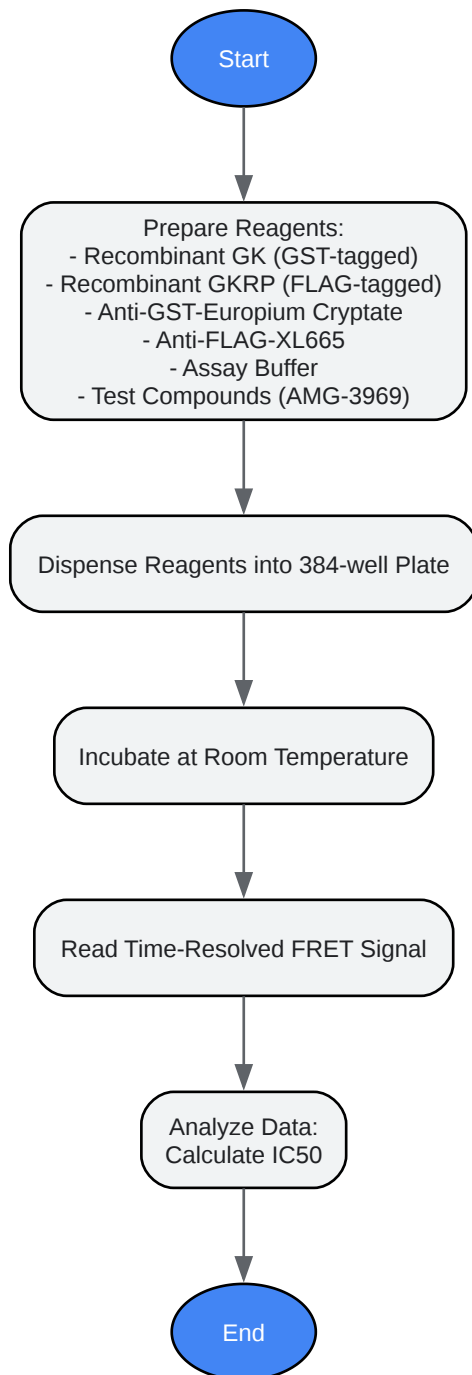 Start
Prepare Reagents:
- Recombinant GK (GST-tagged)
- Recombinant GKRP (FLAG-tagged)
- Anti-GST-Europium Cryptate
- Anti-FLAG-XL665
- Assay Buffer
- Test Compounds (AMG-3969)
Dispense Reagents into 384-well Plate
Incubate at Room Temperature
Read Time-Resolved FRET Signal
Analyze Data:
Calculate IC50
End